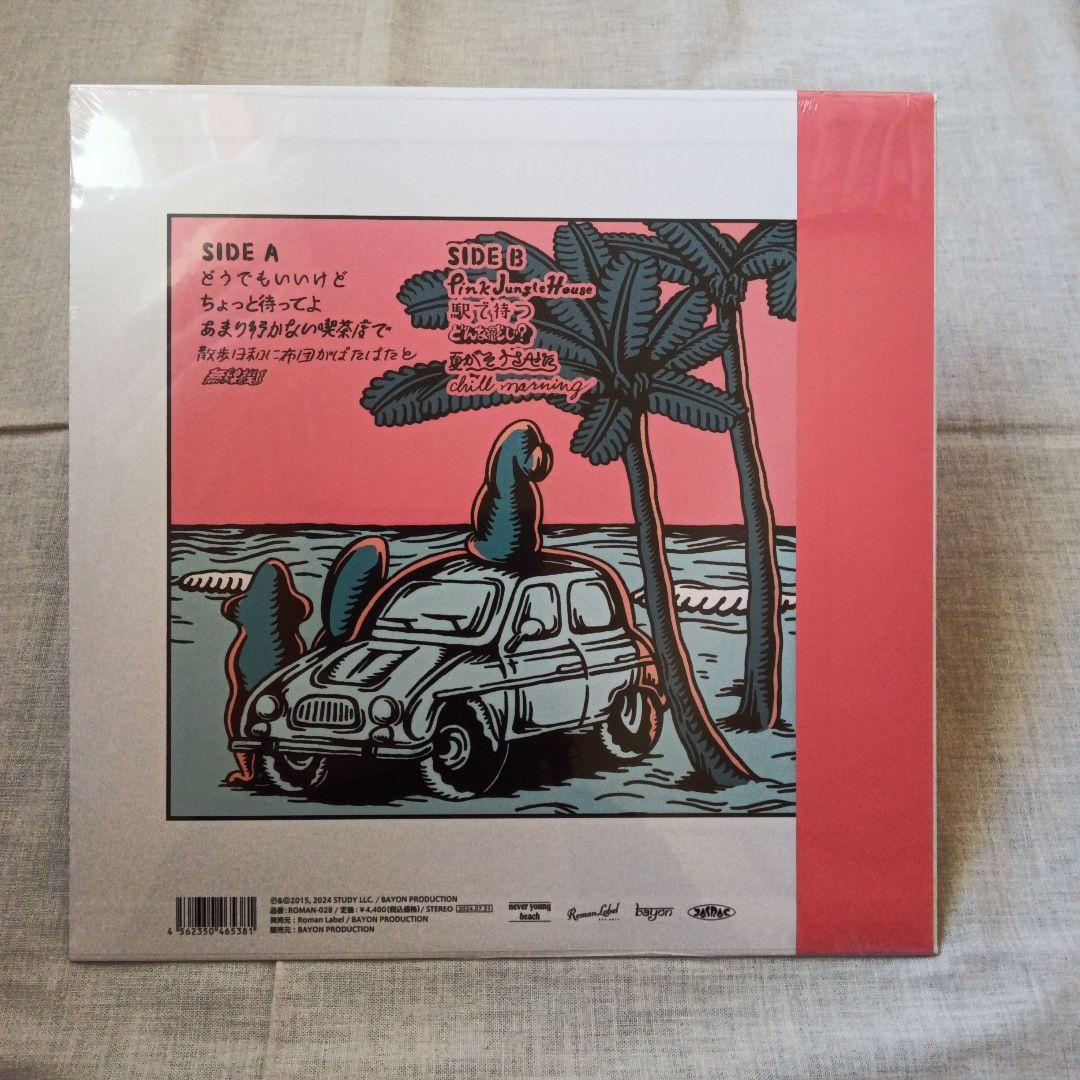 SIDE A
どうでもいいけど
ちょっと待ってよ
あまり行かない喫茶店で
散歩日和に布団がぱたぱたと
無線機
SIDE B
Pink Jungle House
駅で待つ
どんな感じ?
夏がそうさせた
chill morning
4 562350 465381
Ⓟ&©2015, 2024 STUDY LLC. / BAYON PRODUCTION
品番:ROMAN-028 / 定価:¥4,400(税込価格) / STEREO 2024.07.31
発売元:Roman Label / BAYON PRODUCTION
販売元:BAYON PRODUCTION
never young
beach
Roman Label
bayon
JASRAC